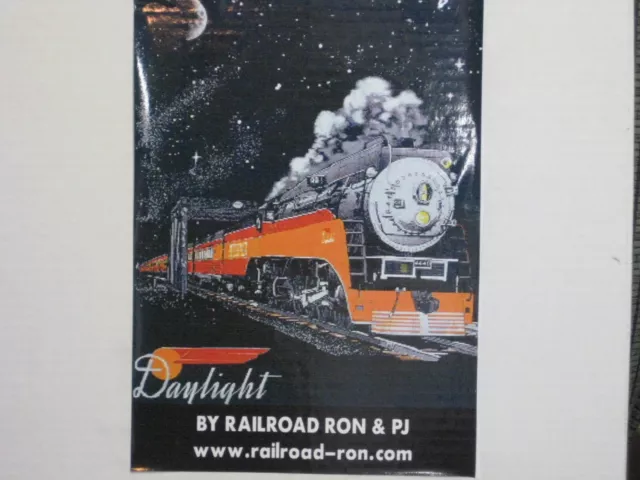 Daylight
BY RAILROAD RON & PJ
www.railroad-ron.com